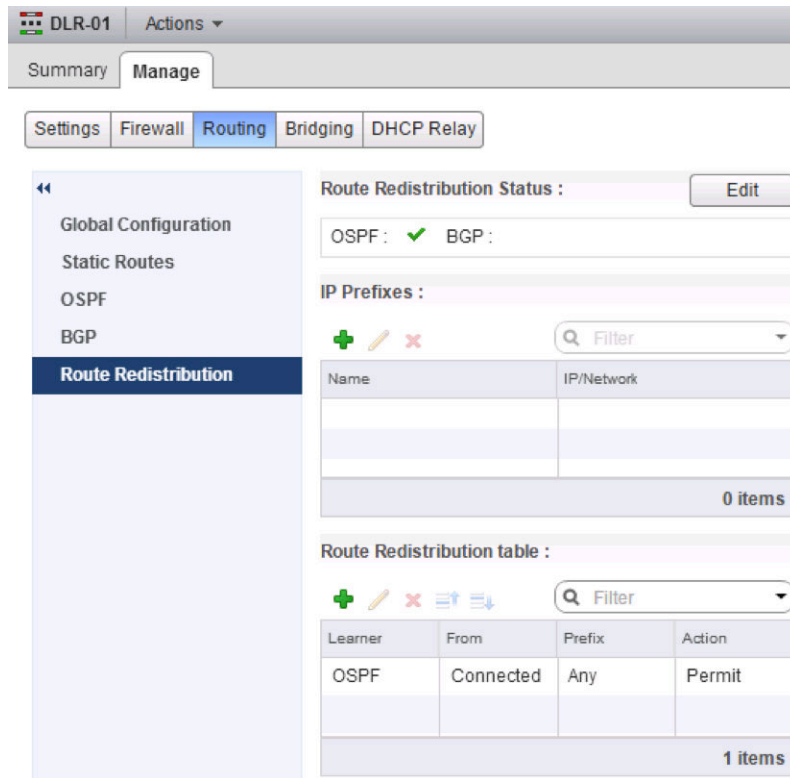 DLR-01 Actions
Summary Manage
Settings Firewall Routing Bridging DHCP Relay
Global Configuration
Static Routes
OSPF
BGP
Route Redistribution
Route Redistribution Status : Edit
OSPF : BGP :
IP Prefixes :
Filter
Name IP/Network
0 items
Route Redistribution table :
Filter
Learner From Prefix Action
OSPF Connected Any Permit
1 items